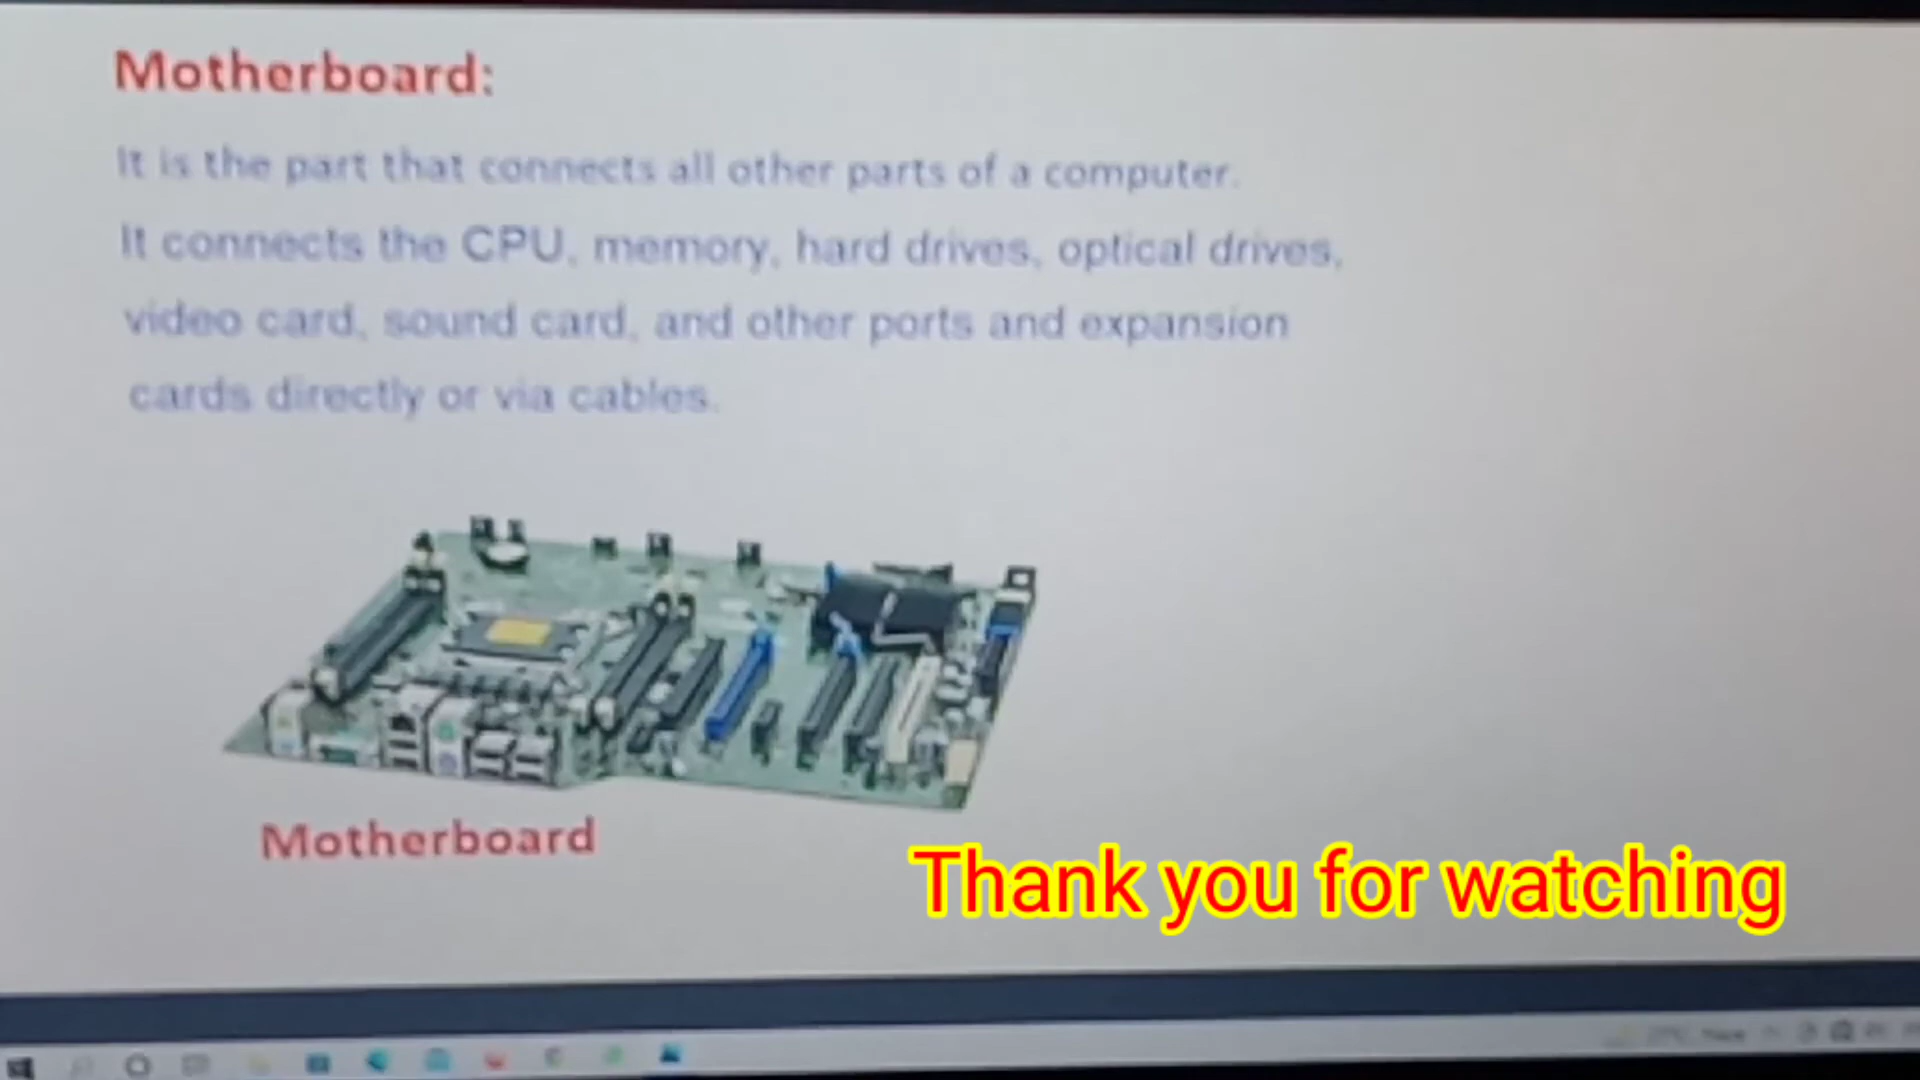 Motherboard:
It is the part that connects all other parts of a computer.
It connects the CPU, memory, hard drives, optical drives,
video card, sound card, and other ports and expansion
cards directly or via cables.
Motherboard
Thank you for watching